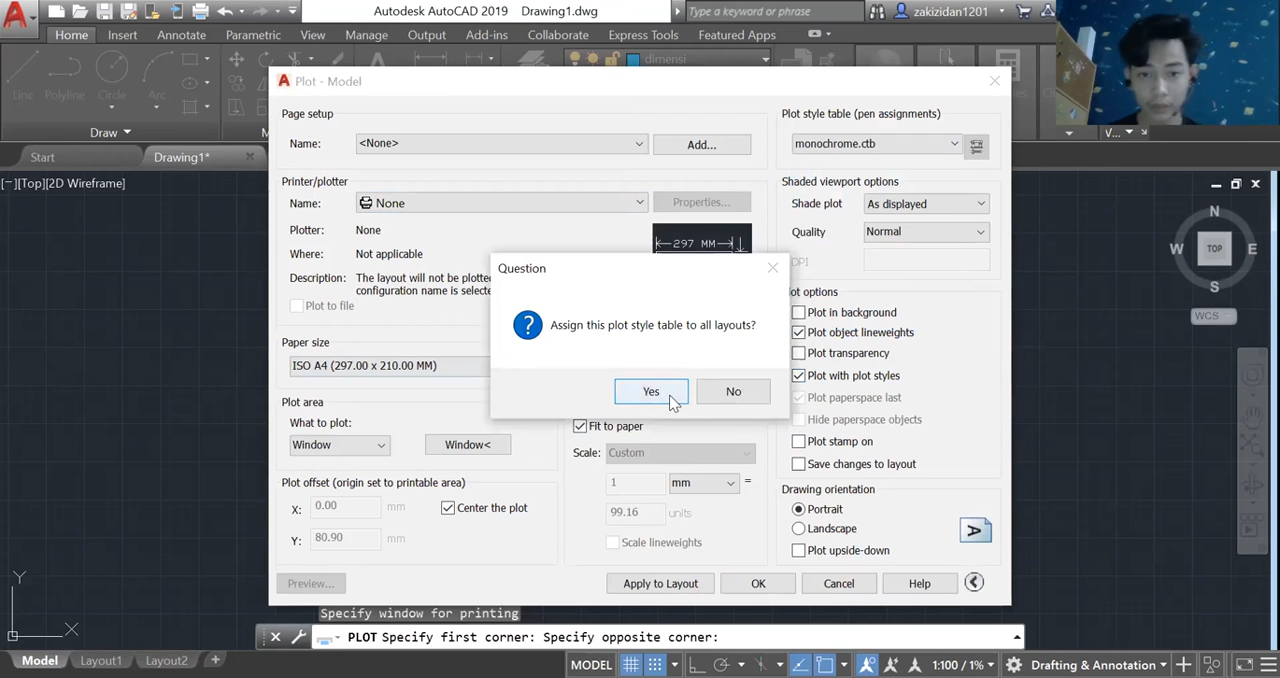 Autodesk AutoCAD 2019 Drawing1.dwg
Type a keyword or phrase
zakizidan1201
Home Insert Annotate Parametric View Manage Output Add-ins Collaborate Express Tools Featured Apps
dimensi
Line Polyline Circle Arc
Draw
V...
Start Drawing1*
[−][Top][2D Wireframe]
Plot - Model
Page setup
Name: <None> Add...
Printer/plotter
Name: None Properties...
Plotter: None
Where: Not applicable
Description: The layout will not be plotted
configuration name is selected
Plot to file
297 MM
Paper size
ISO A4 (297.00 x 210.00 MM)
Plot area
What to plot:
Window Window<
Plot offset (origin set to printable area)
X: 0.00 mm Center the plot
Y: 80.90 mm
Fit to paper
Scale: Custom
1 mm =
99.16 units
Scale lineweights
Plot style table (pen assignments)
monochrome.ctb
Shaded viewport options
Shade plot As displayed
Quality Normal
DPI
Plot options
Plot in background
Plot object lineweights
Plot transparency
Plot with plot styles
Plot paperspace last
Hide paperspace objects
Plot stamp on
Save changes to layout
Drawing orientation
Portrait
Landscape
Plot upside-down
A
Preview... Apply to Layout OK Cancel Help
Question
Assign this plot style table to all layouts?
Yes No
N
W TOP E
S
WCS
Y
X
Specify window for printing
PLOT Specify first corner: Specify opposite corner:
Model Layout1 Layout2 +
MODEL 1:100 / 1% Drafting & Annotation